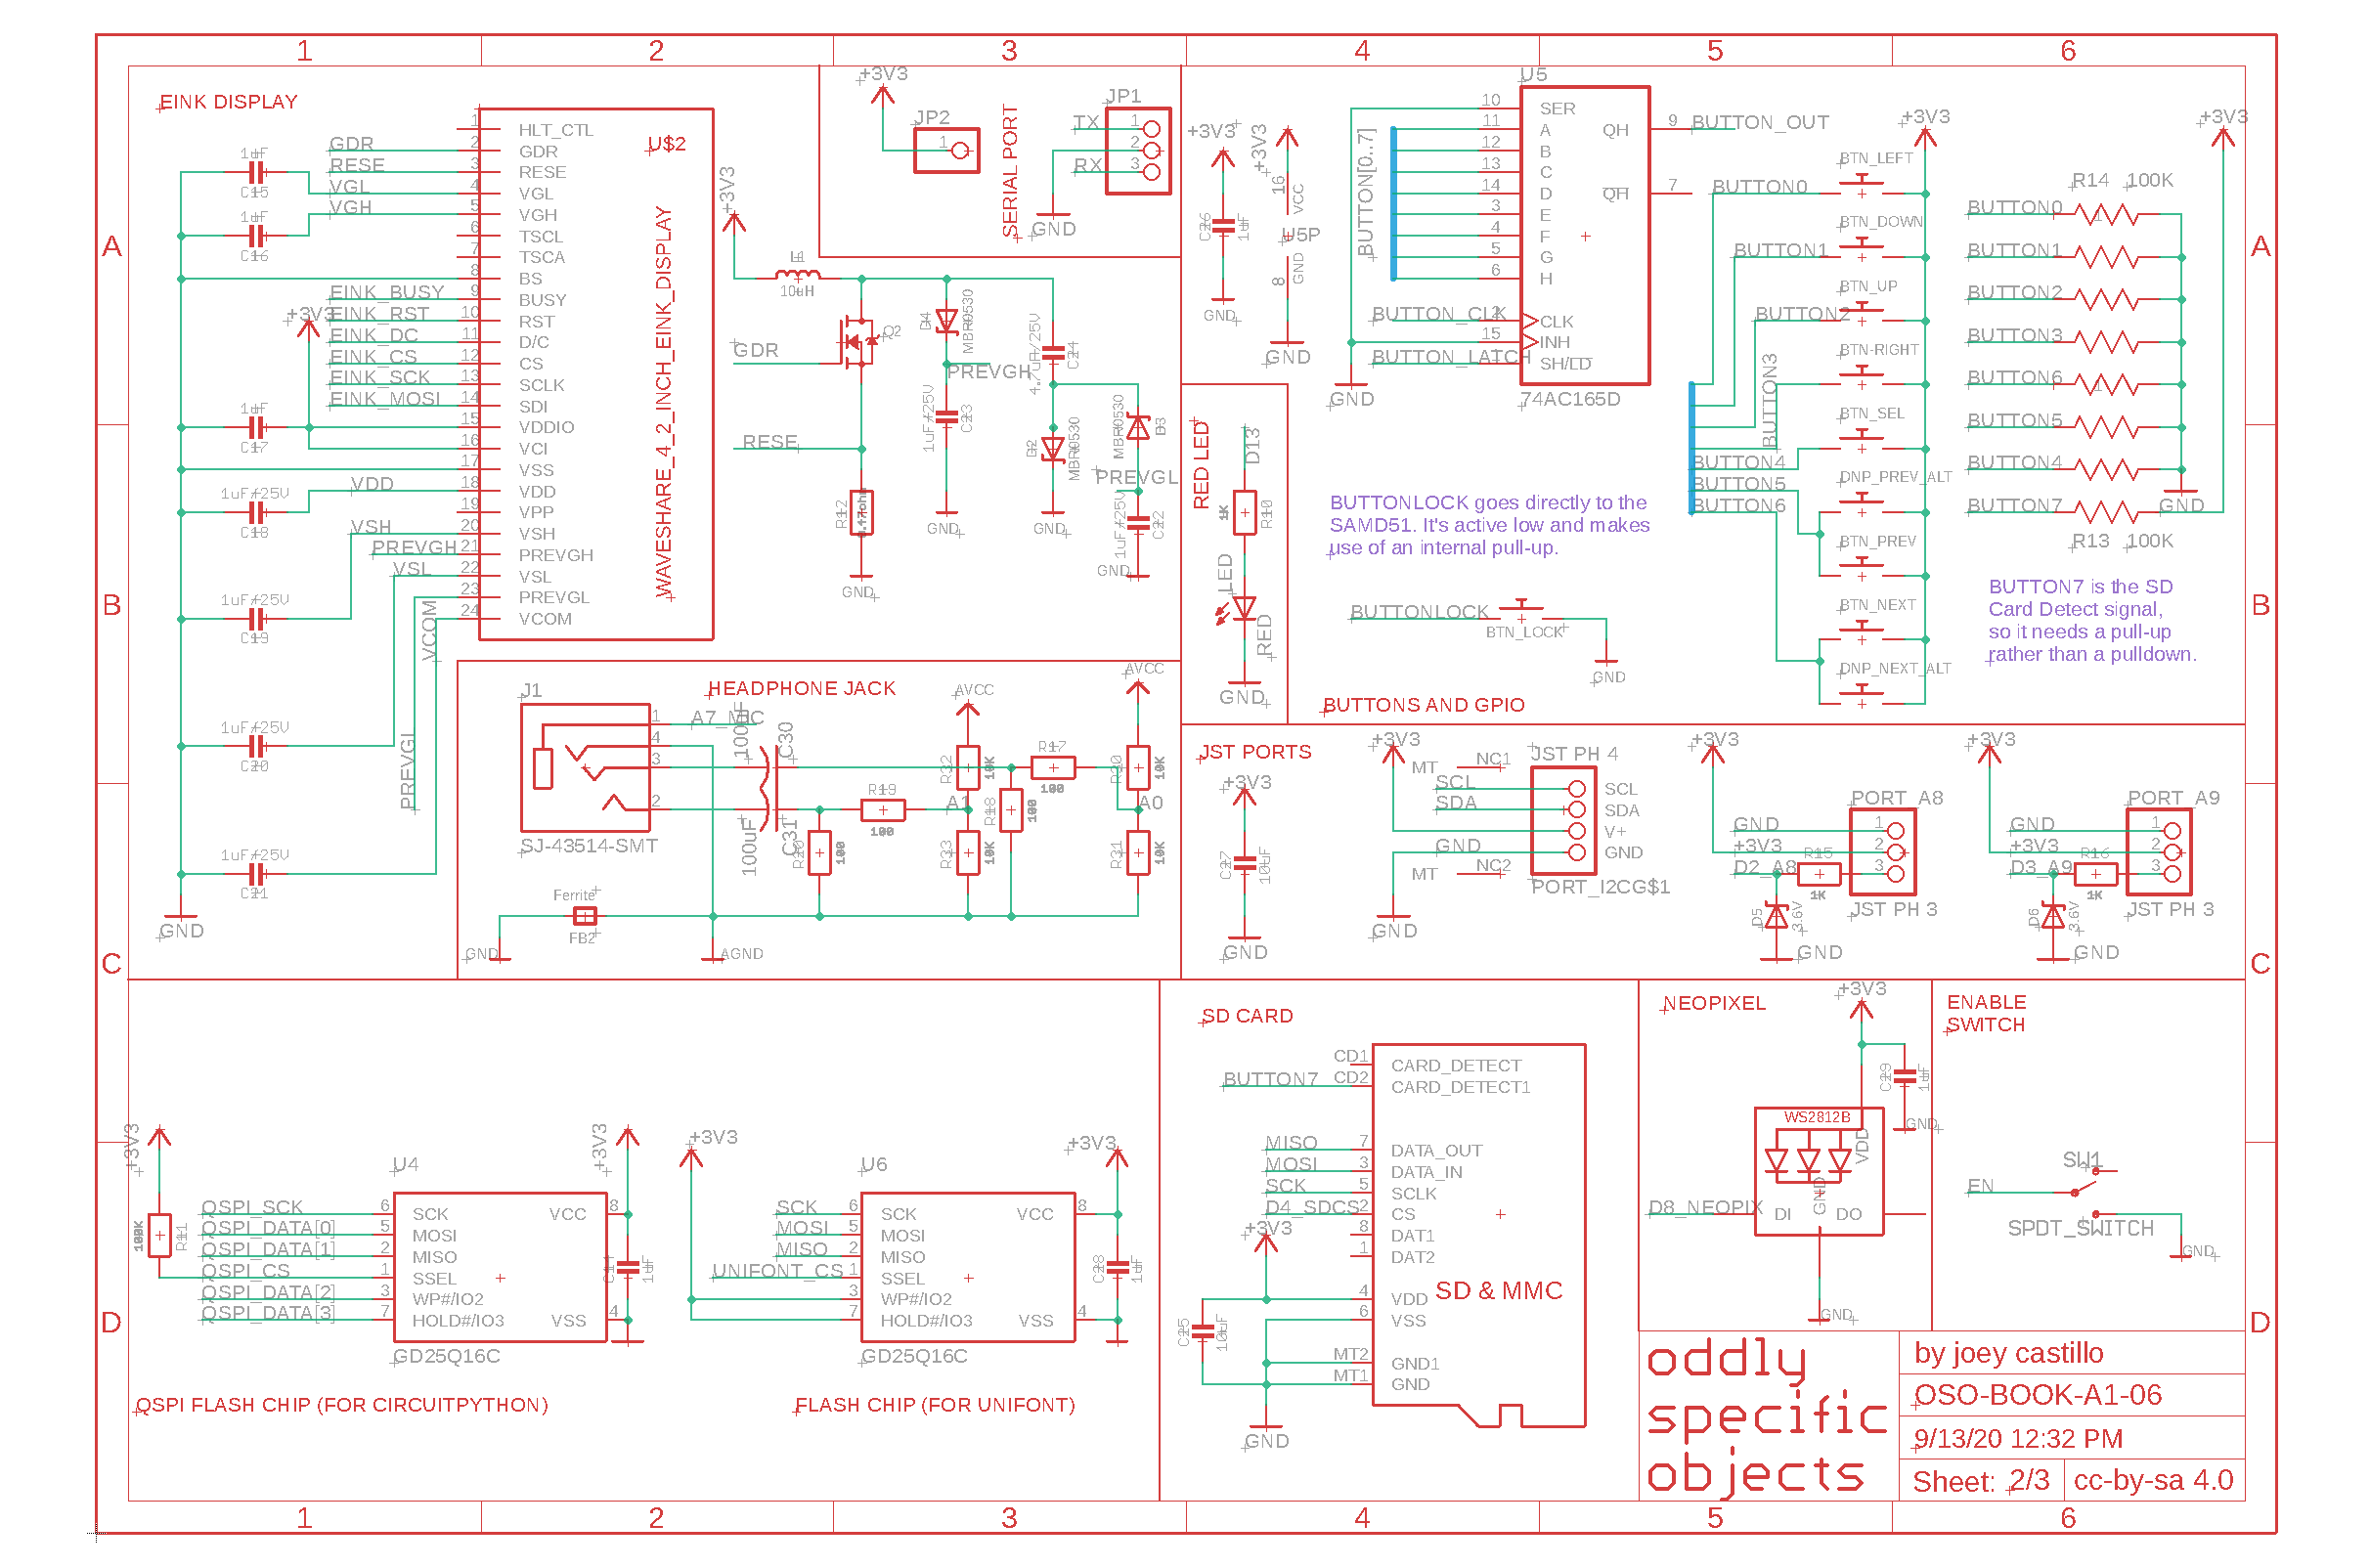 1 2 3 4 5 6
A
B
C
D
EINK DISPLAY
1uF
C15
1uF
C16
1uF
C17
1uF/25V
C18
1uF/25V
C19
1uF/25V
C20
1uF/25V
C21
GND
+3V3
GDR
RESE
VGL
VGH
EINK_BUSY
EINK_RST
EINK_DC
EINK_CS
EINK_SCK
EINK_MOSI
VDD
VSH
PREVGH
VSL
PREVGL
VCOM
1 HLT_CTL
2 GDR
3 RESE
4 VGL
5 VGH
6 TSCL
7 TSCA
8 BS
9 BUSY
10 RST
11 D/C
12 CS
13 SCLK
14 SDI
15 VDDIO
16 VCI
17 VSS
18 VDD
19 VPP
20 VSH
21 PREVGH
22 VSL
23 PREVGL
24 VCOM
U$2
WAVESHARE_4_2_INCH_EINK_DISPLAY
+3V3
L1
10uH
GDR
Q2
RESE
R12
0.47ohm
GND
D4
MBR0530
PREVGH
1uF/25V
C23
GND
4.7uF/25V
C24
D2
MBR0530
GND
MBR0530
D3
PREVGL
1uF/25V
C22
GND
+3V3
JP2
1
SERIAL PORT
JP1
TX 1
2
RX 3
GND
+3V3
C26
1uF
GND
+3V3
16
VCC
U5P
GND
8
GND
U5
BUTTON[0..7]
10 SER
11 A
12 B
13 C
14 D
3 E
4 F
5 G
6 H
BUTTON_CLK 2 CLK
15 INH
BUTTON_LATCH 1 SH/LD
QH 9 BUTTON_OUT
QH 7
74AC165D
GND
+3V3
BUTTON0
BUTTON1
BUTTON2
BUTTON3
BUTTON4
BUTTON5
BUTTON6
BTN_LEFT
BTN_DOWN
BTN_UP
BTN-RIGHT
BTN_SEL
DNP_PREV_ALT
BTN_PREV
BTN_NEXT
DNP_NEXT_ALT
+3V3
R14 100K
BUTTON0
BUTTON1
BUTTON2
BUTTON3
BUTTON6
BUTTON5
BUTTON4
BUTTON7
GND
R13 100K
BUTTON7 is the SD
Card Detect signal,
so it needs a pull-up
rather than a pulldown.
BUTTONLOCK goes directly to the
SAMD51. It's active low and makes
use of an internal pull-up.
BUTTONLOCK
BTN_LOCK
GND
BUTTONS AND GPIO
RED LED
D13
1K
R10
LED
RED
GND
HEADPHONE JACK
J1
SJ-43514-SMT
1
4
3
2
A7_MIC
100uF
C30
100uF
C31
R19
100
R26
100
AVCC
R32
10K
A1
R33
10K
R18
100
R17
100
AVCC
R30
10K
A0
R31
10K
Ferrite
FB2
GND
AGND
JST PORTS
+3V3
C27
10uF
GND
+3V3
MT NC1
SCL
SDA
GND
MT NC2
GND
JST PH 4
SCL
SDA
V+
GND
PORT_I2CG$1
+3V3
PORT_A8
GND 1
+3V3 2
D2_A8 3
R15
1K
JST PH 3
D5
3.6V
GND
+3V3
PORT_A9
GND 1
+3V3 2
D3_A9 3
R16
1K
JST PH 3
D6
3.6V
GND
+3V3
100K
R11
U4
QSPI_SCK 6 SCK
QSPI_DATA[0] 5 MOSI
QSPI_DATA[1] 2 MISO
QSPI_CS 1 SSEL
QSPI_DATA[2] 3 WP#/IO2
QSPI_DATA[3] 7 HOLD#/IO3
VCC 8
VSS 4
GD25Q16C
+3V3
1uF
QSPI FLASH CHIP (FOR CIRCUITPYTHON)
+3V3
U6
SCK 6 SCK
MOSI 5 MOSI
MISO 2 MISO
UNIFONT_CS 1 SSEL
3 WP#/IO2
7 HOLD#/IO3
VCC 8
VSS 4
GD25Q16C
+3V3
C28
1uF
FLASH CHIP (FOR UNIFONT)
SD CARD
CD1 CARD_DETECT
BUTTON7 CD2 CARD_DETECT1
MISO 7 DATA_OUT
MOSI 3 DATA_IN
SCK 5 SCLK
D4_SDCS 2 CS
8 DAT1
1 DAT2
+3V3
4 VDD
6 VSS
MT2 GND1
MT1 GND
SD & MMC
C25
10uF
GND
NEOPIXEL
+3V3
C29
1uF
GND
WS2812B
VDD
D8_NEOPIX
DI
GND
DO
GND
ENABLE
SWITCH
SW1
EN
SPDT_SWITCH
GND
oddly
specific
objects
by joey castillo
OSO-BOOK-A1-06
9/13/20 12:32 PM
Sheet: 2/3
cc-by-sa 4.0
A
B
C
D
1 2 3 4 5 6